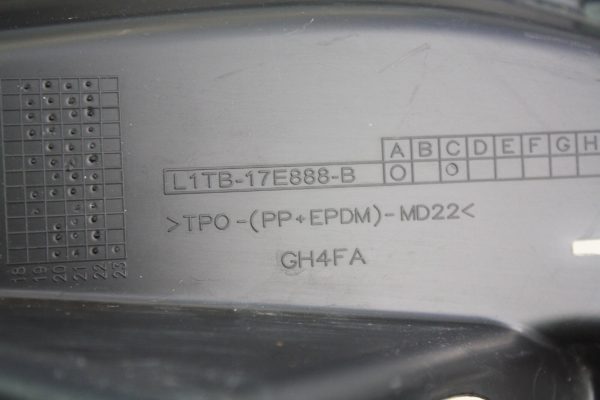 A B C D E F G H
L1TB-17E888-B
>TPO-(PP+EPDM)-MD22<
GH4FA
18 19 20 21 22 23